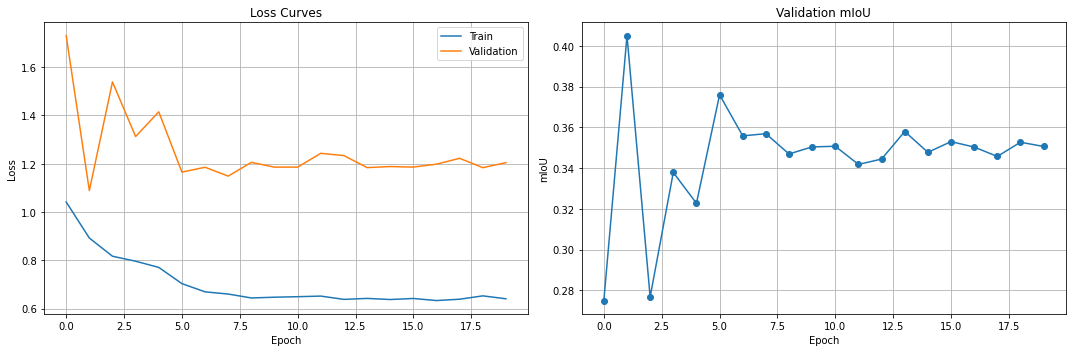 Loss Curves
Train
Validation
1.6
1.4
1.2
1.0
0.8
0.6
Loss
0.0 2.5 5.0 7.5 10.0 12.5 15.0 17.5
Epoch
Validation mIoU
0.40
0.38
0.36
0.34
0.32
0.30
0.28
mIoU
0.0 2.5 5.0 7.5 10.0 12.5 15.0 17.5
Epoch